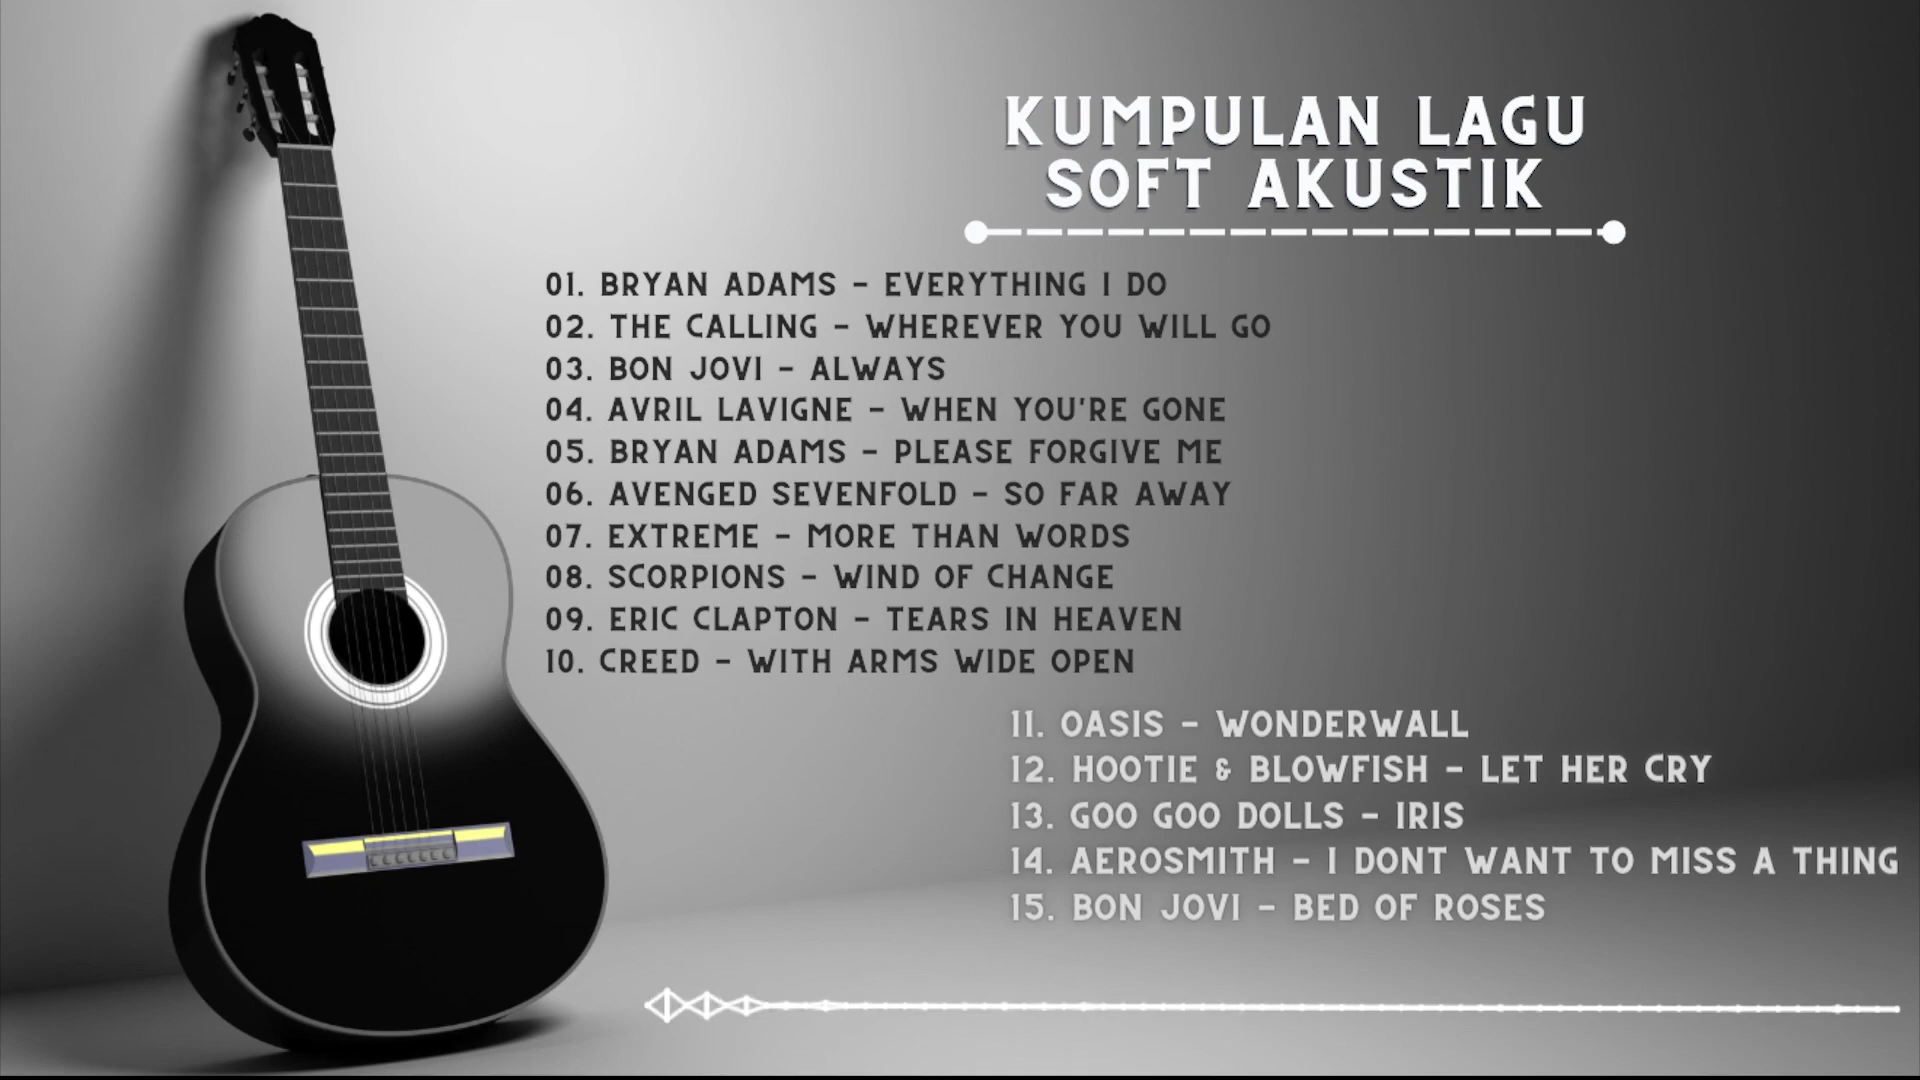 KUMPULAN LAGU
SOFT AKUSTIK
01. BRYAN ADAMS - EVERYTHING I DO
02. THE CALLING - WHEREVER YOU WILL GO
03. BON JOVI - ALWAYS
04. AVRIL LAVIGNE - WHEN YOU'RE GONE
05. BRYAN ADAMS - PLEASE FORGIVE ME
06. AVENGED SEVENFOLD - SO FAR AWAY
07. EXTREME - MORE THAN WORDS
08. SCORPIONS - WIND OF CHANGE
09. ERIC CLAPTON - TEARS IN HEAVEN
10. CREED - WITH ARMS WIDE OPEN
11. OASIS - WONDERWALL
12. HOOTIE & BLOWFISH - LET HER CRY
13. GOO GOO DOLLS - IRIS
14. AEROSMITH - I DONT WANT TO MISS A THING
15. BON JOVI - BED OF ROSES